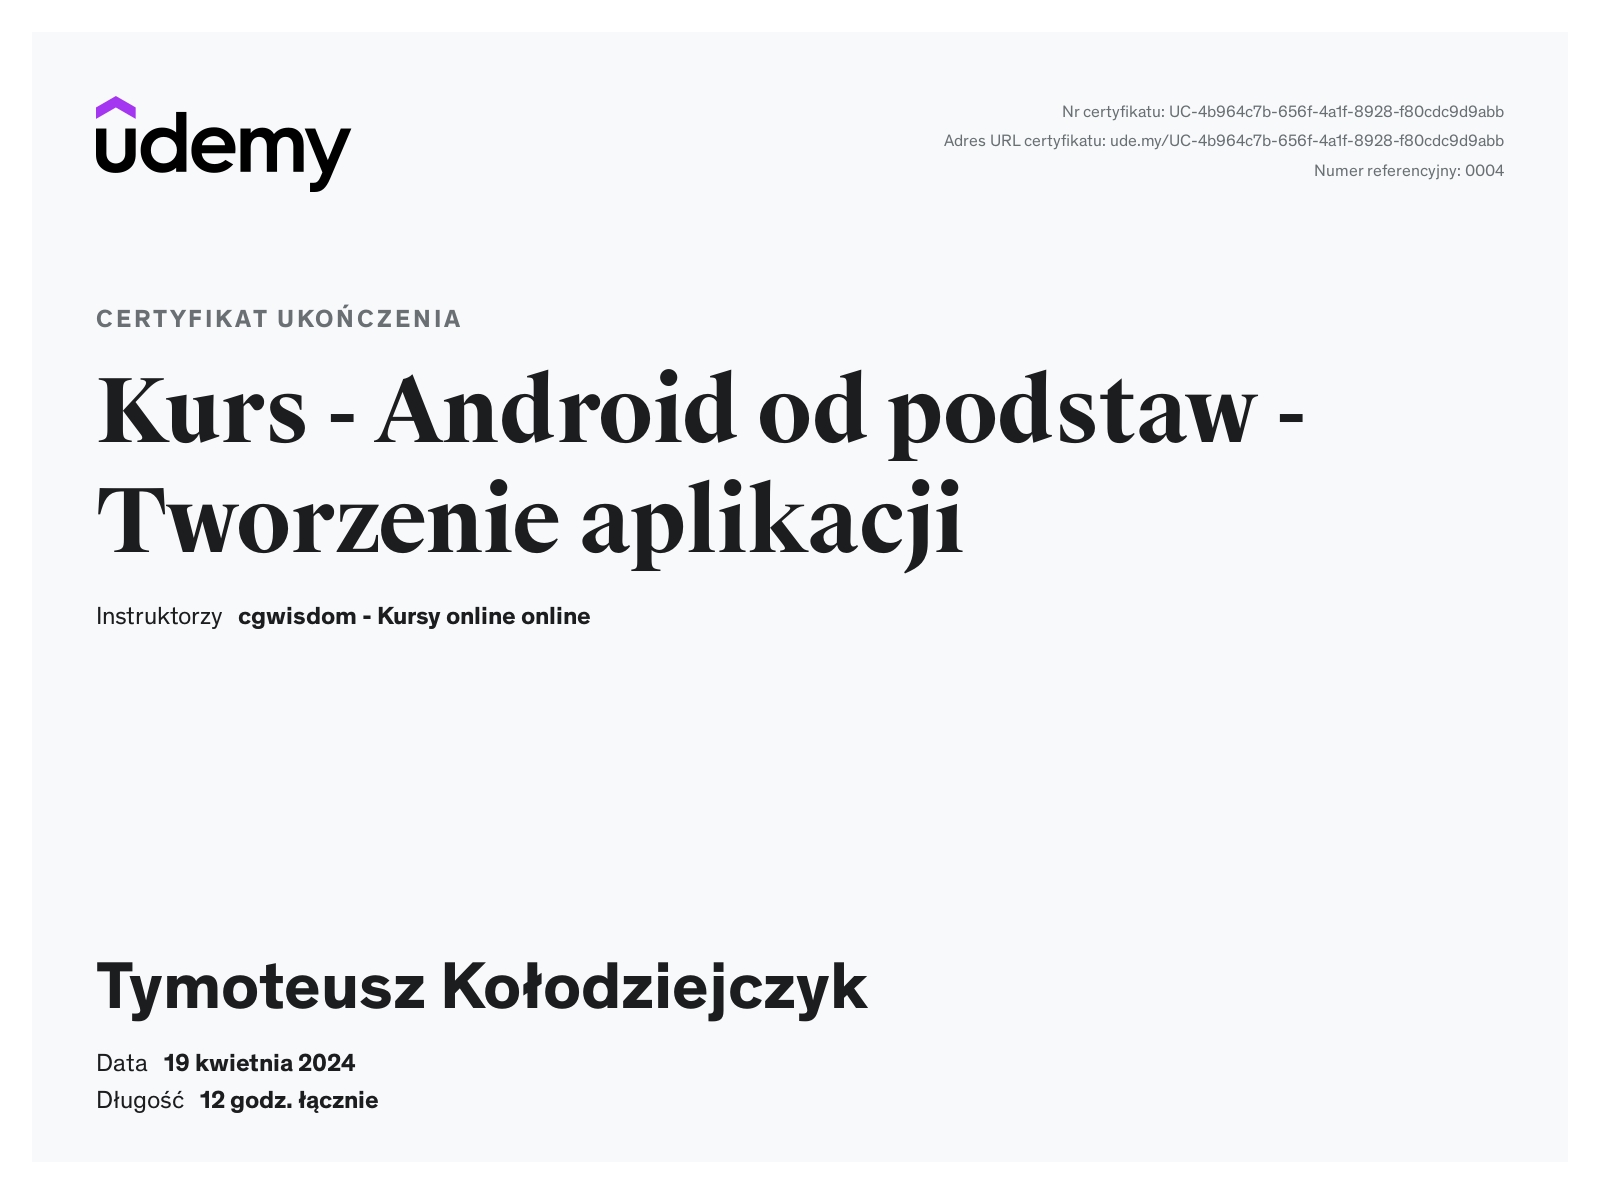 udemy
Nr certyfikatu: UC-4b964c7b-656f-4a1f-8928-f80cdc9d9abb
Adres URL certyfikatu: ude.my/UC-4b964c7b-656f-4a1f-8928-f80cdc9d9abb
Numer referencyjny: 0004
CERTYFIKAT UKOŃCZENIA
Kurs - Android od podstaw -
Tworzenie aplikacji
Instruktorzy cgwisdom - Kursy online online
Tymoteusz Kołodziejczyk
Data 19 kwietnia 2024
Długość 12 godz. łącznie